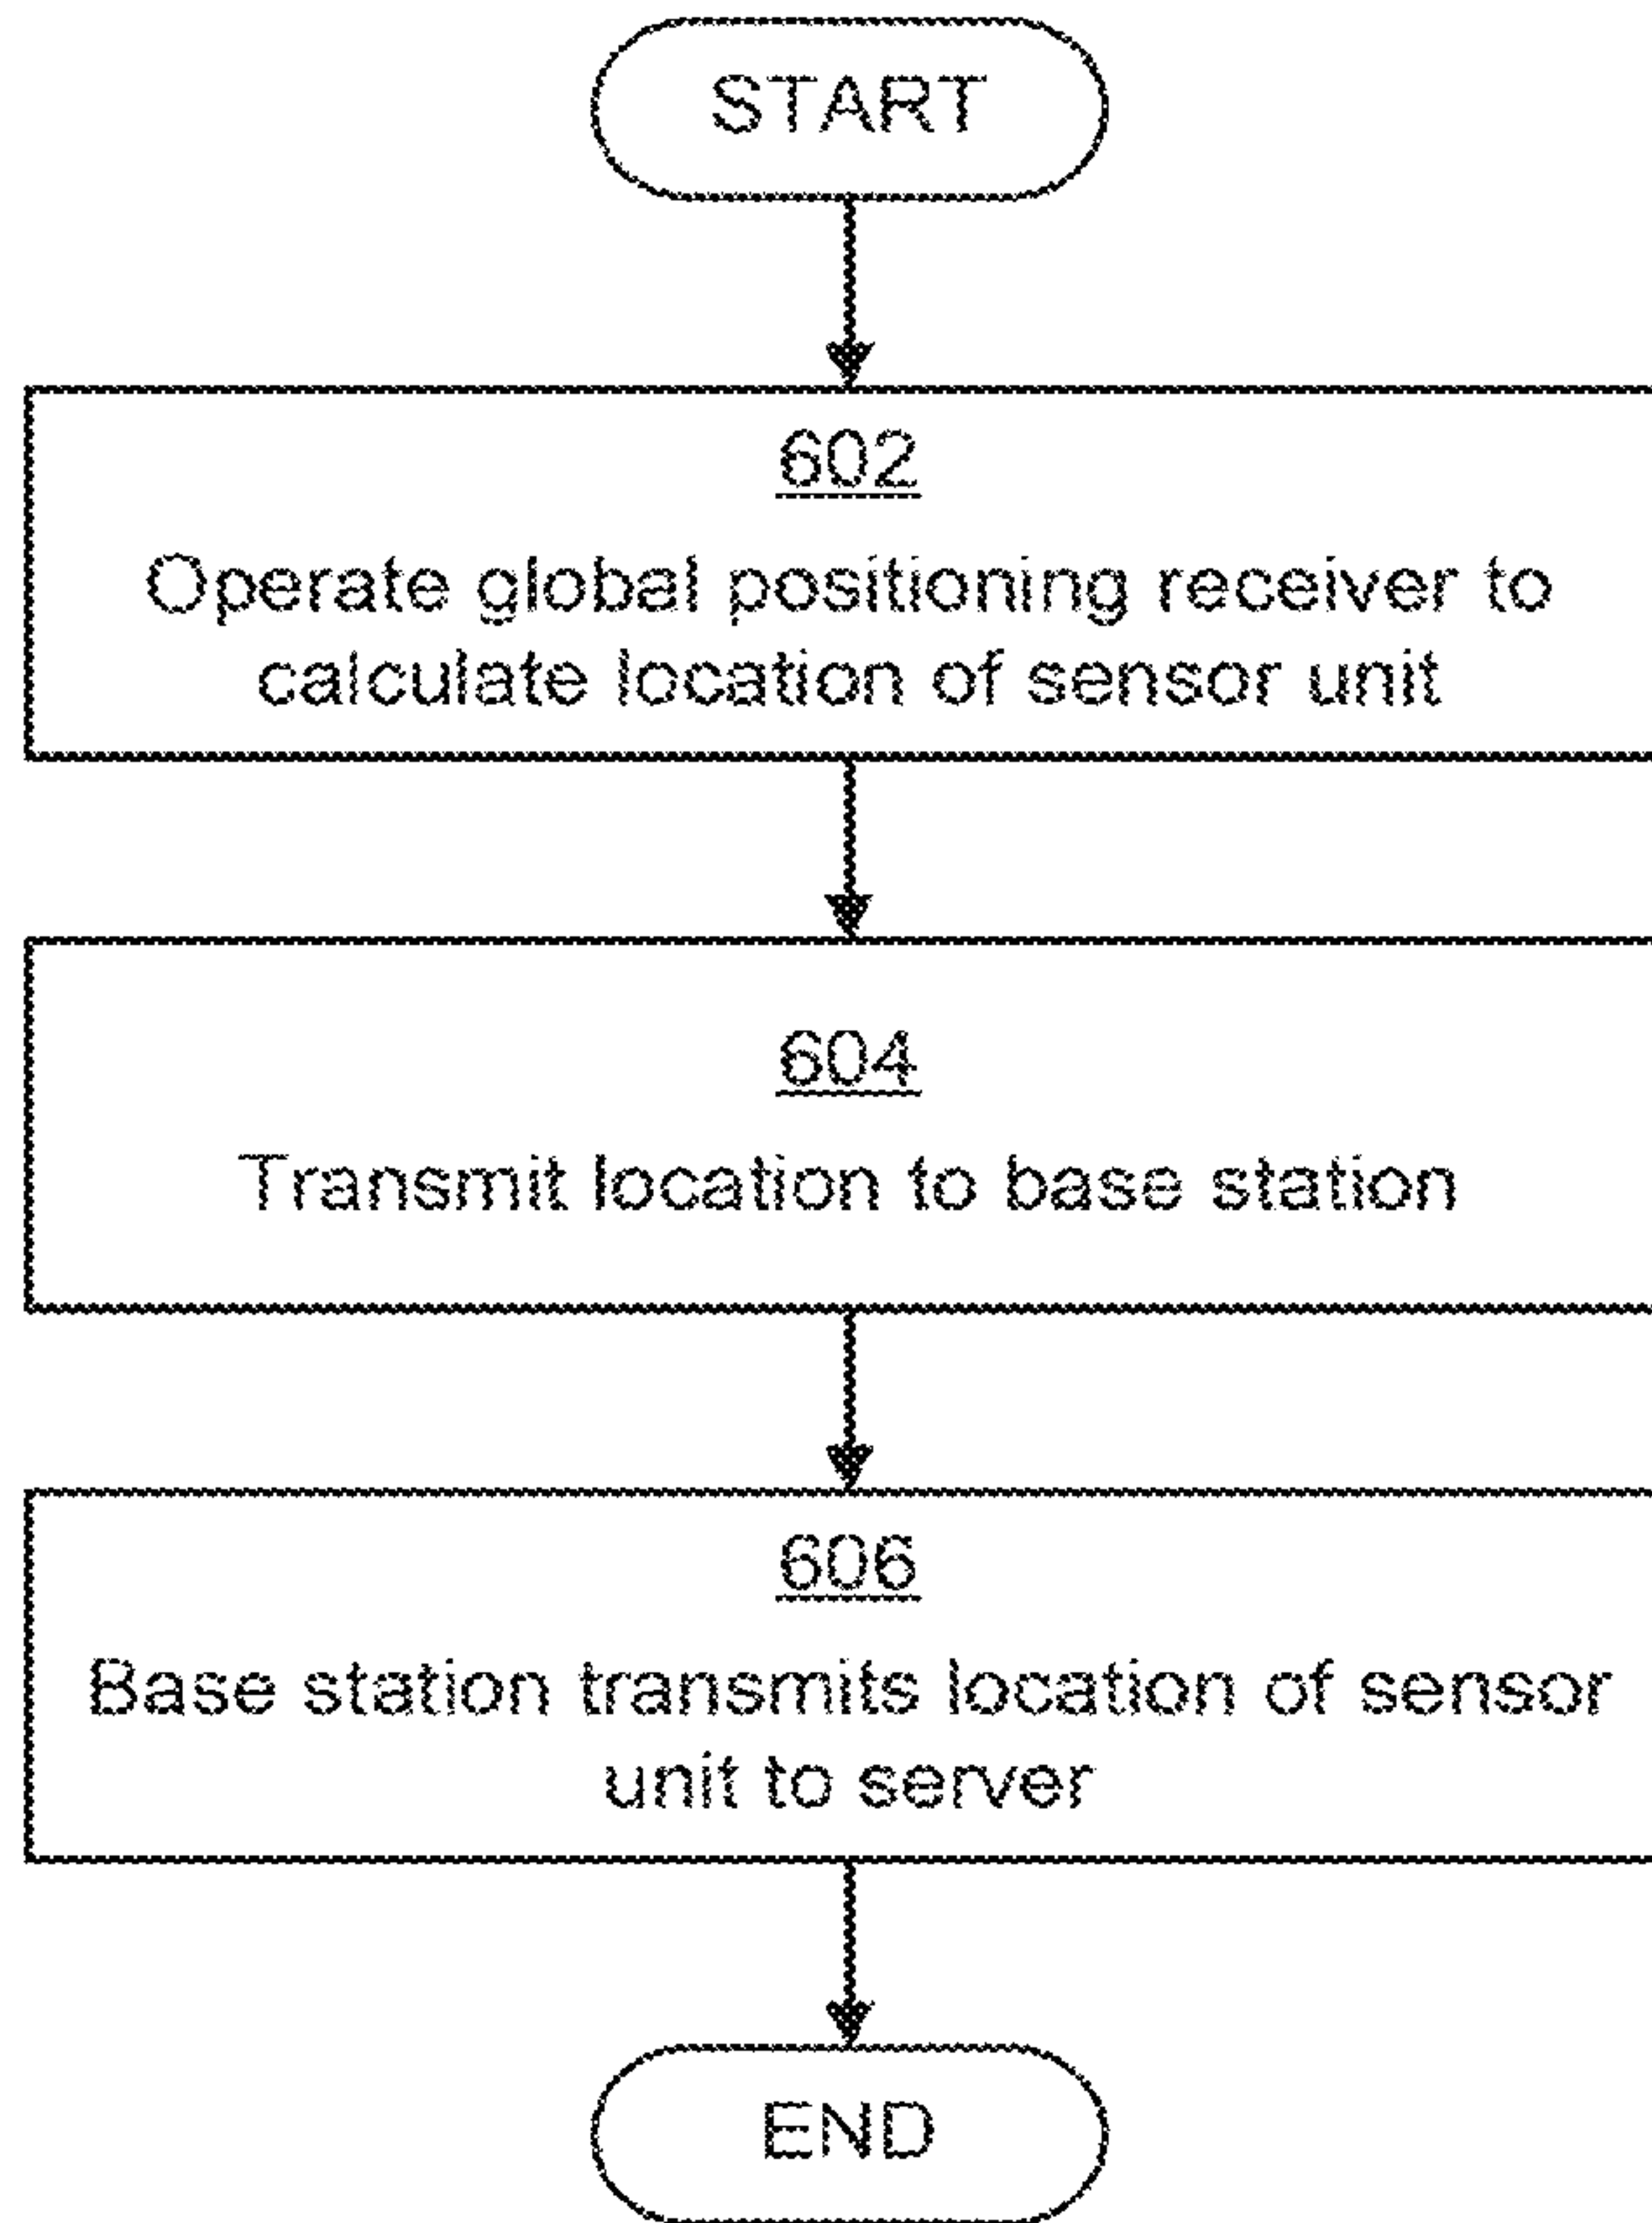 START
602
Operate global positioning receiver to
calculate location of sensor unit
604
Transmit location to base station
606
Base station transmits location of sensor
unit to server
END